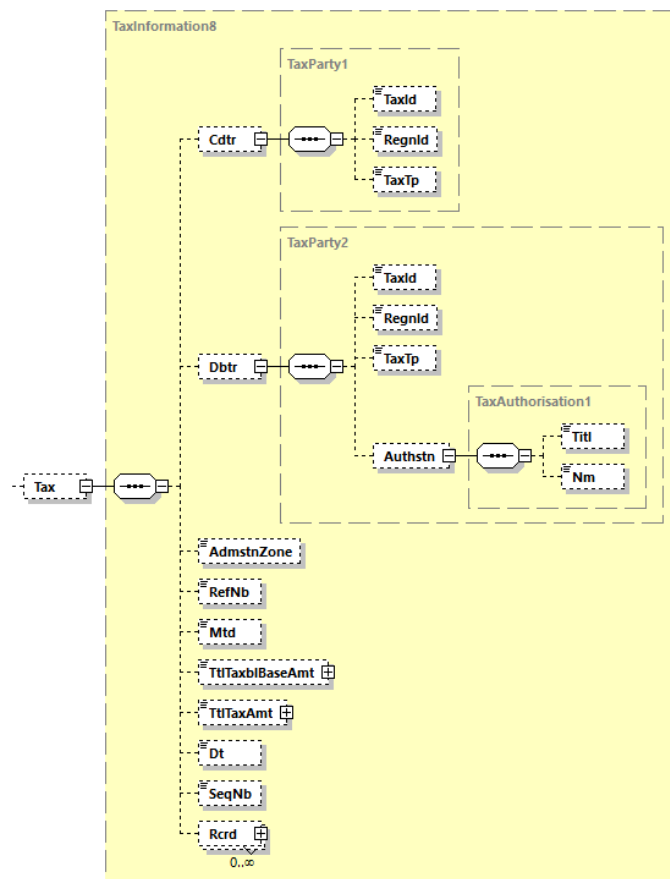 TaxInformation8
TaxParty1
TaxId
Cdtr
RegnId
TaxTp
TaxParty2
TaxId
RegnId
Dbtr
TaxTp
TaxAuthorisation1
Titl
Authstn
Nm
Tax
AdmstnZone
RefNb
Mtd
TtlTaxblBaseAmt
TtlTaxAmt
Dt
SeqNb
Rcrd
0..∞